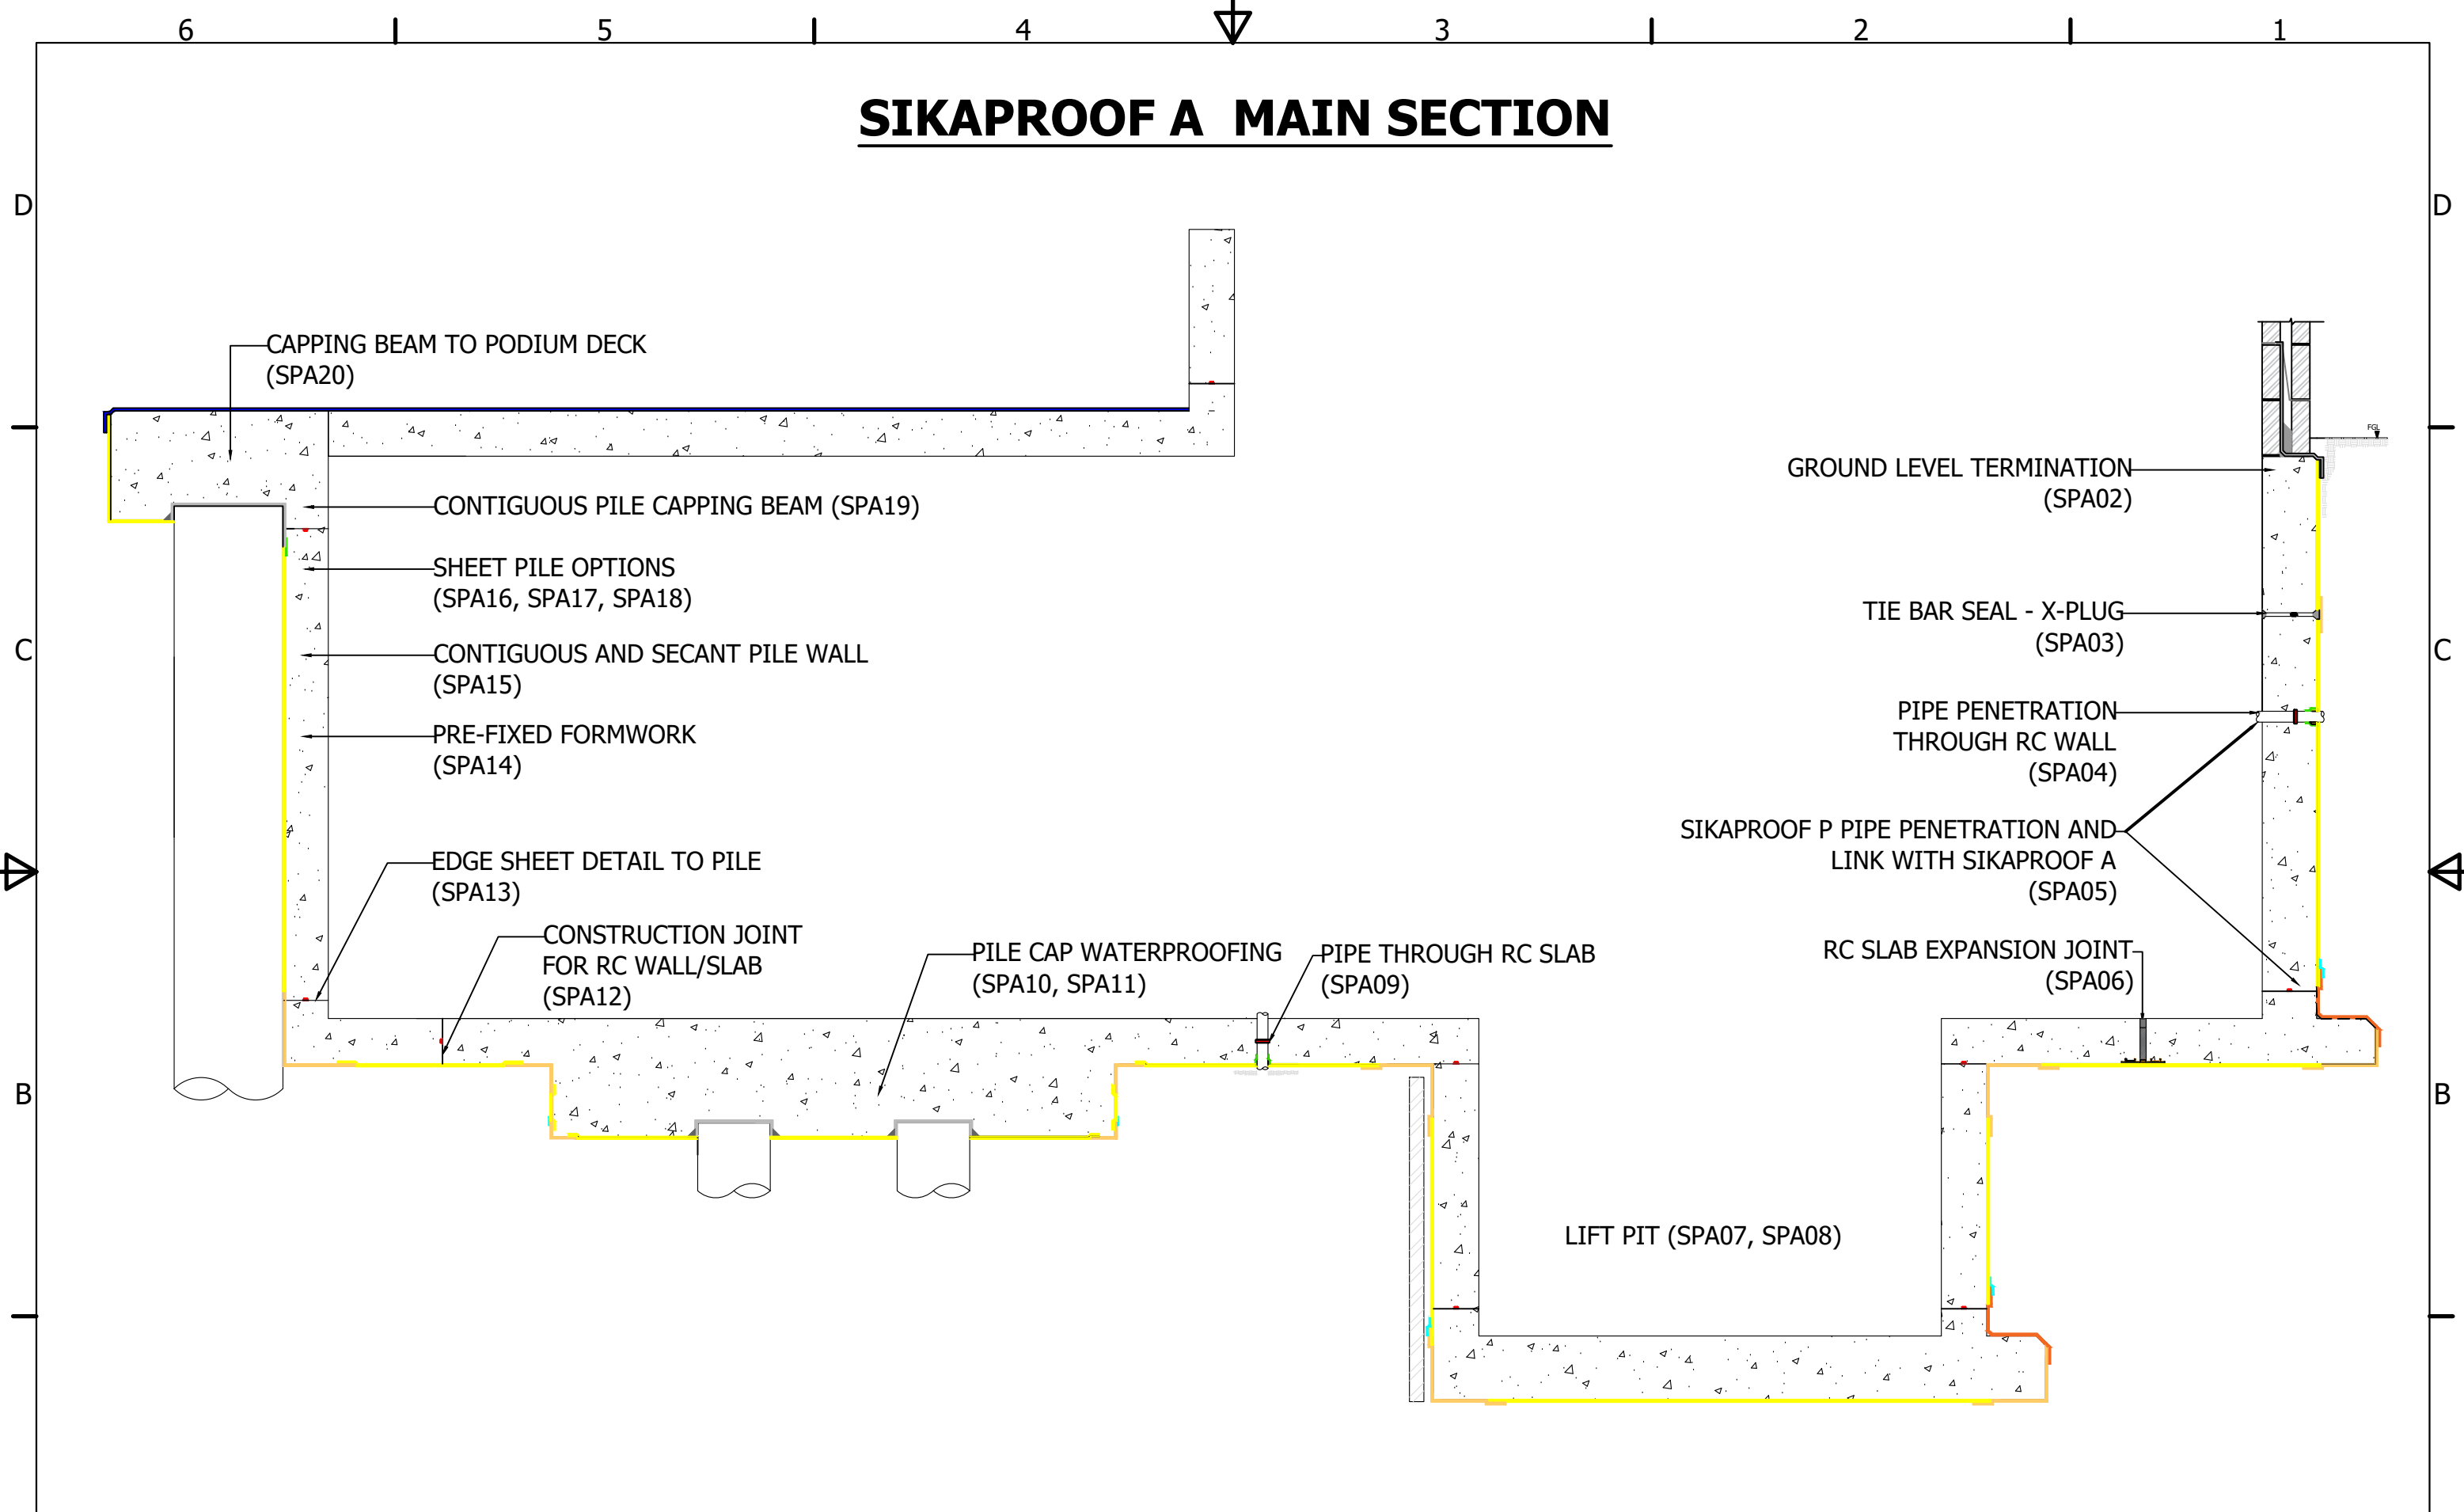 6 5 4 3 2 1
SIKAPROOF A MAIN SECTION
D D
CAPPING BEAM TO PODIUM DECK
(SPA20)
CONTIGUOUS PILE CAPPING BEAM (SPA19)
SHEET PILE OPTIONS
(SPA16, SPA17, SPA18)
CONTIGUOUS AND SECANT PILE WALL
(SPA15)
PRE-FIXED FORMWORK
(SPA14)
EDGE SHEET DETAIL TO PILE
(SPA13)
CONSTRUCTION JOINT
FOR RC WALL/SLAB
(SPA12)
PILE CAP WATERPROOFING
(SPA10, SPA11)
PIPE THROUGH RC SLAB
(SPA09)
FGL
GROUND LEVEL TERMINATION
(SPA02)
TIE BAR SEAL - X-PLUG
(SPA03)
C C
PIPE PENETRATION
THROUGH RC WALL
(SPA04)
SIKAPROOF P PIPE PENETRATION AND
LINK WITH SIKAPROOF A
(SPA05)
RC SLAB EXPANSION JOINT
(SPA06)
B B
LIFT PIT (SPA07, SPA08)